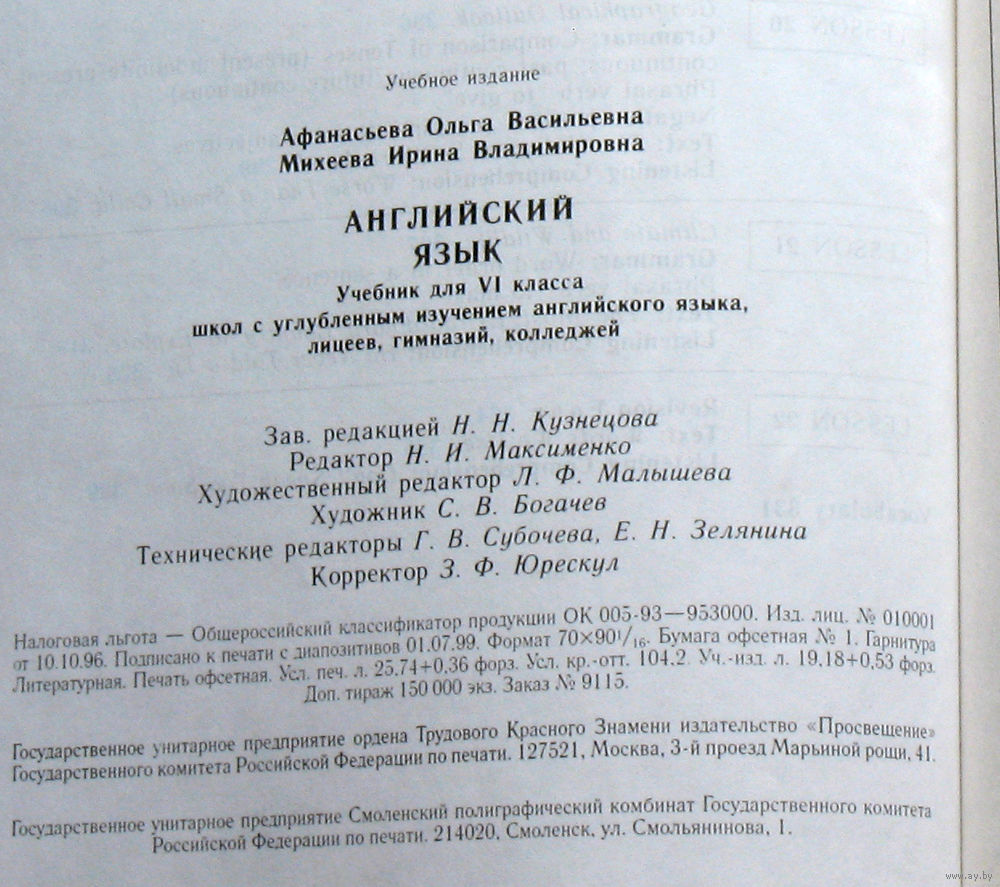 Учебное издание
Афанасьева Ольга Васильевна
Михеева Ирина Владимировна
АНГЛИЙСКИЙ
ЯЗЫК
Учебник для VI класса
школ с углубленным изучением английского языка,
лицеев, гимназий, колледжей
Зав. редакцией Н. Н. Кузнецова
Редактор Н. И. Максименко
Художественный редактор Л. Ф. Малышева
Художник С. В. Богачев
Технические редакторы Г. В. Субочева, Е. Н. Зелянина
Корректор З. Ф. Юрескул
Налоговая льгота — Общероссийский классификатор продукции ОК 005-93—953000. Изд. лиц. № 010001
от 10.10.96. Подписано к печати с диапозитивов 01.07.99. Формат 70×90¹/₁₆. Бумага офсетная № 1. Гарнитура
Литературная. Печать офсетная. Усл. печ. л. 25,74+0,36 форз. Усл. кр.-отт. 104,2. Уч.-изд. л. 19,18+0,53 форз.
Доп. тираж 150 000 экз. Заказ № 9115.
Государственное унитарное предприятие ордена Трудового Красного Знамени издательство «Просвещение»
Государственного комитета Российской Федерации по печати. 127521, Москва, 3-й проезд Марьиной рощи, 41.
Государственное унитарное предприятие Смоленский полиграфический комбинат Государственного комитета
Российской Федерации по печати. 214020, Смоленск, ул. Смольянинова, 1.
www.ay.by